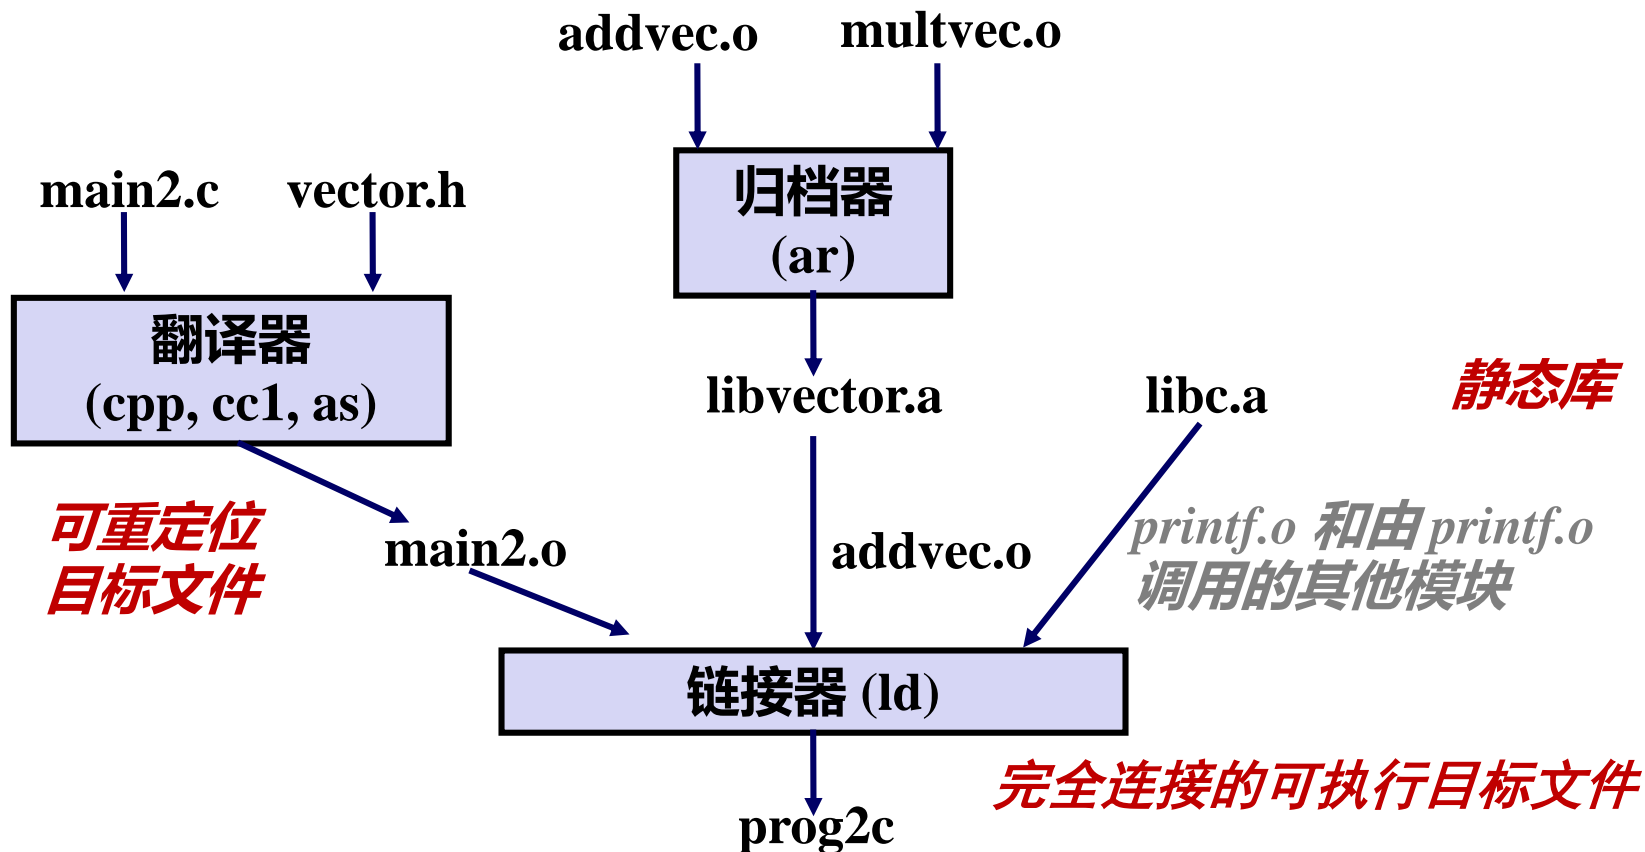 addvec.o
multvec.o
main2.c
vector.h
归档器
(ar)
翻译器
(cpp, cc1, as)
libvector.a
libc.a
静态库
可重定位
目标文件
main2.o
addvec.o
printf.o 和由 printf.o
调用的其他模块
链接器 (ld)
完全连接的可执行目标文件
prog2c